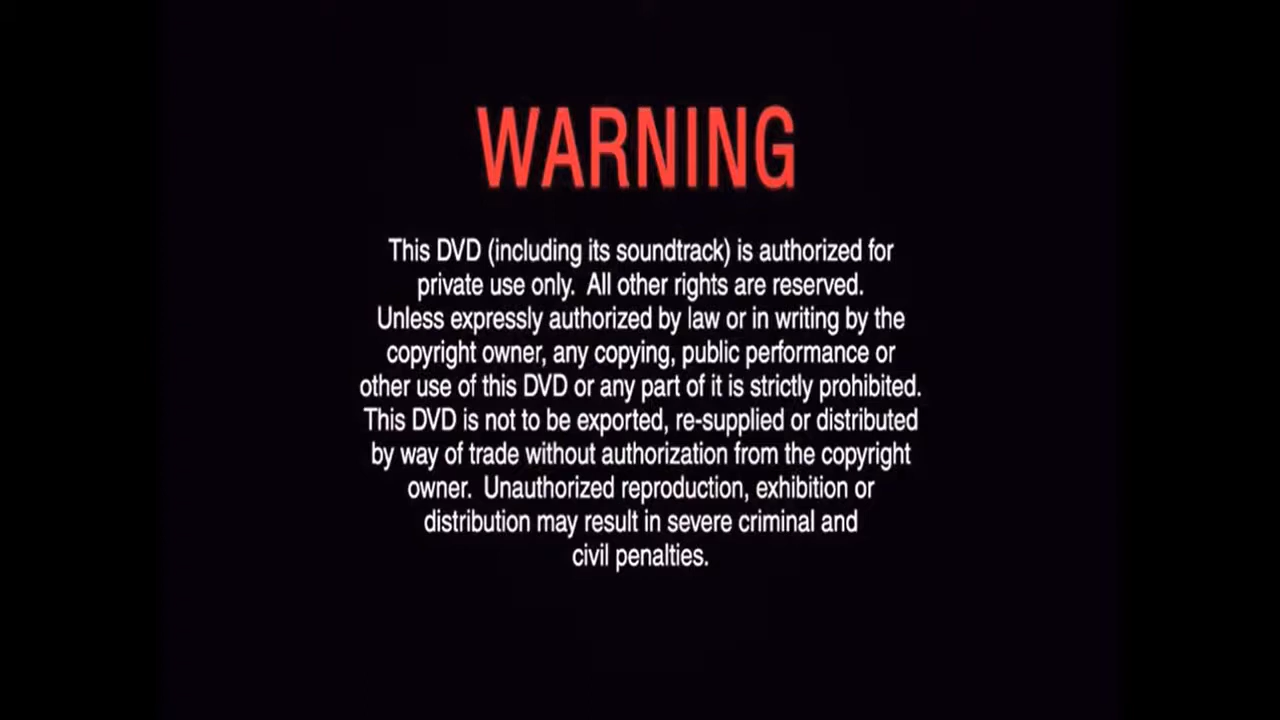 WARNING
This DVD (including its soundtrack) is authorized for
private use only.  All other rights are reserved.
Unless expressly authorized by law or in writing by the
copyright owner, any copying, public performance or
other use of this DVD or any part of it is strictly prohibited.
This DVD is not to be exported, re-supplied or distributed
by way of trade without authorization from the copyright
owner.  Unauthorized reproduction, exhibition or
distribution may result in severe criminal and
civil penalties.